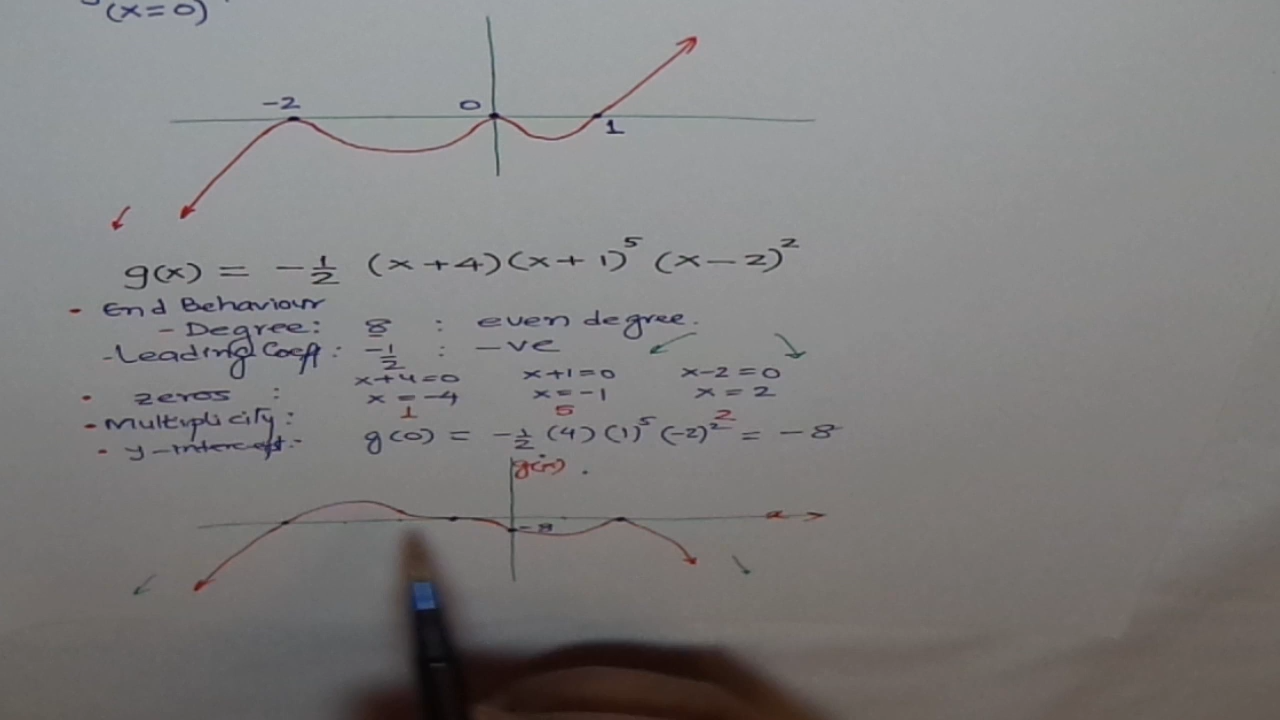 (x=0)
-2 0 1
g(x) = -1/2 (x+4)(x+1)^5 (x-2)^2
• End Behaviour
- Degree: 8 : even degree.
-Leading Coeff: -1/2 : -ve
x+4=0 x+1=0 x-2=0
• zeros : x=-4 x=-1 x=2
• Multiplicity: 1 5 2
• y-intercept:- g(0) = -1/2 (4)(1)^5(-2)^2 = -8
g(x)
-8 x